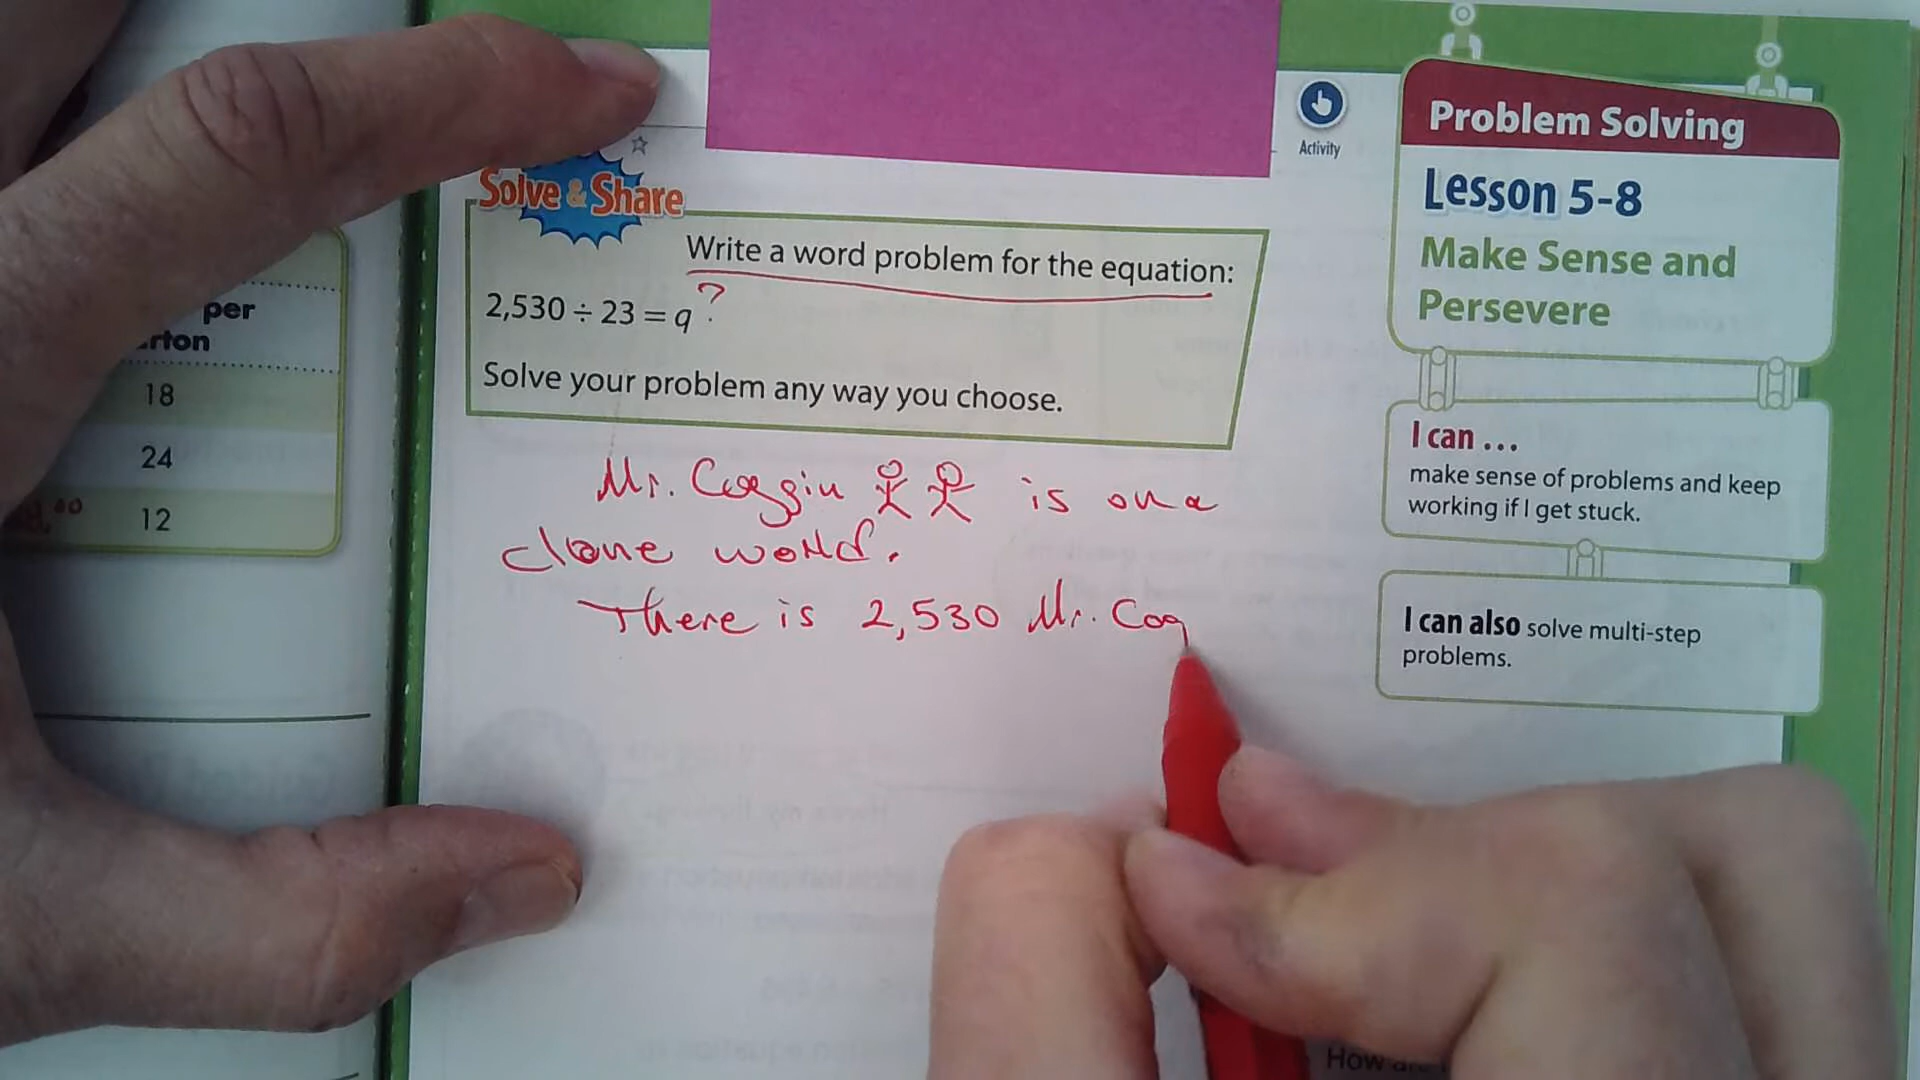 per
rton
18
24
12
Solve & Share
Write a word problem for the equation:
2,530 ÷ 23 = q ?
Solve your problem any way you choose.
Mr. Coggin is on a
clone world.
There is 2,530 Mr. Cog
Activity
Problem Solving
Lesson 5-8
Make Sense and
Persevere
I can ...
make sense of problems and keep
working if I get stuck.
I can also solve multi-step
problems.
How